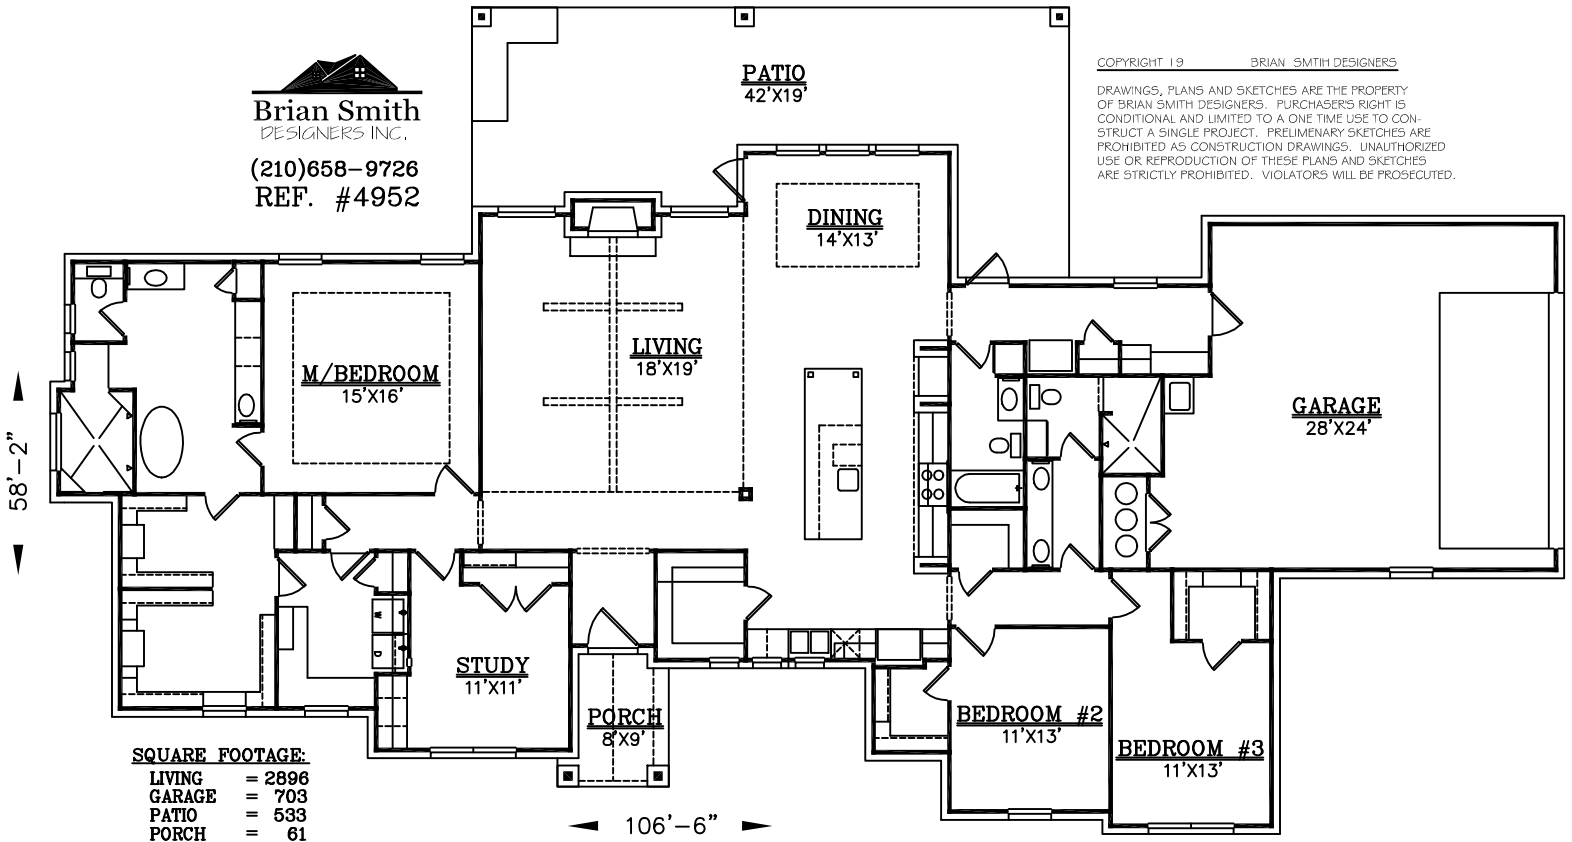 Brian Smith
DESIGNERS INC.
(210)658-9726
REF. #4952
PATIO
42'X19'
COPYRIGHT 19 BRIAN SMTIH DESIGNERS
DRAWINGS, PLANS AND SKETCHES ARE THE PROPERTY
OF BRIAN SMITH DESIGNERS. PURCHASER'S RIGHT IS
CONDITIONAL AND LIMITED TO A ONE TIME USE TO CON-
STRUCT A SINGLE PROJECT. PRELIMENARY SKETCHES ARE
PROHIBITED AS CONSTRUCTION DRAWINGS. UNAUTHORIZED
USE OR REPRODUCTION OF THESE PLANS AND SKETCHES
ARE STRICTLY PROHIBITED. VIOLATORS WILL BE PROSECUTED.
DINING
14'X13'
LIVING
18'X19'
M/BEDROOM
15'X16'
GARAGE
28'X24'
58'-2"
W
D
STUDY
11'X11'
PORCH
8'X9'
BEDROOM #2
11'X13'
BEDROOM #3
11'X13'
SQUARE FOOTAGE:
LIVING = 2896
GARAGE = 703
PATIO = 533
PORCH = 61
106'-6"